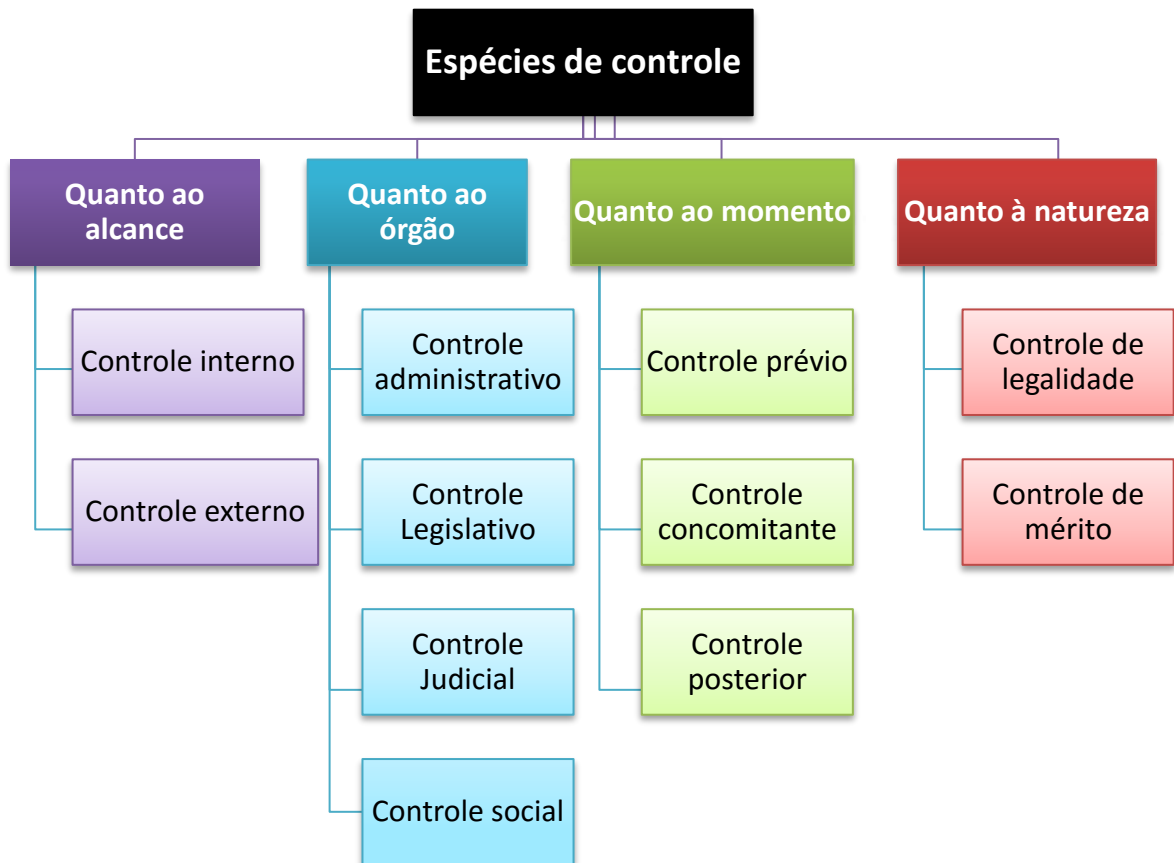 Espécies de controle
Quanto ao
alcance
Controle interno
Controle externo
Quanto ao
órgão
Controle
administrativo
Controle
Legislativo
Controle
Judicial
Controle social
Quanto ao momento
Controle prévio
Controle
concomitante
Controle
posterior
Quanto à natureza
Controle de
legalidade
Controle de
mérito